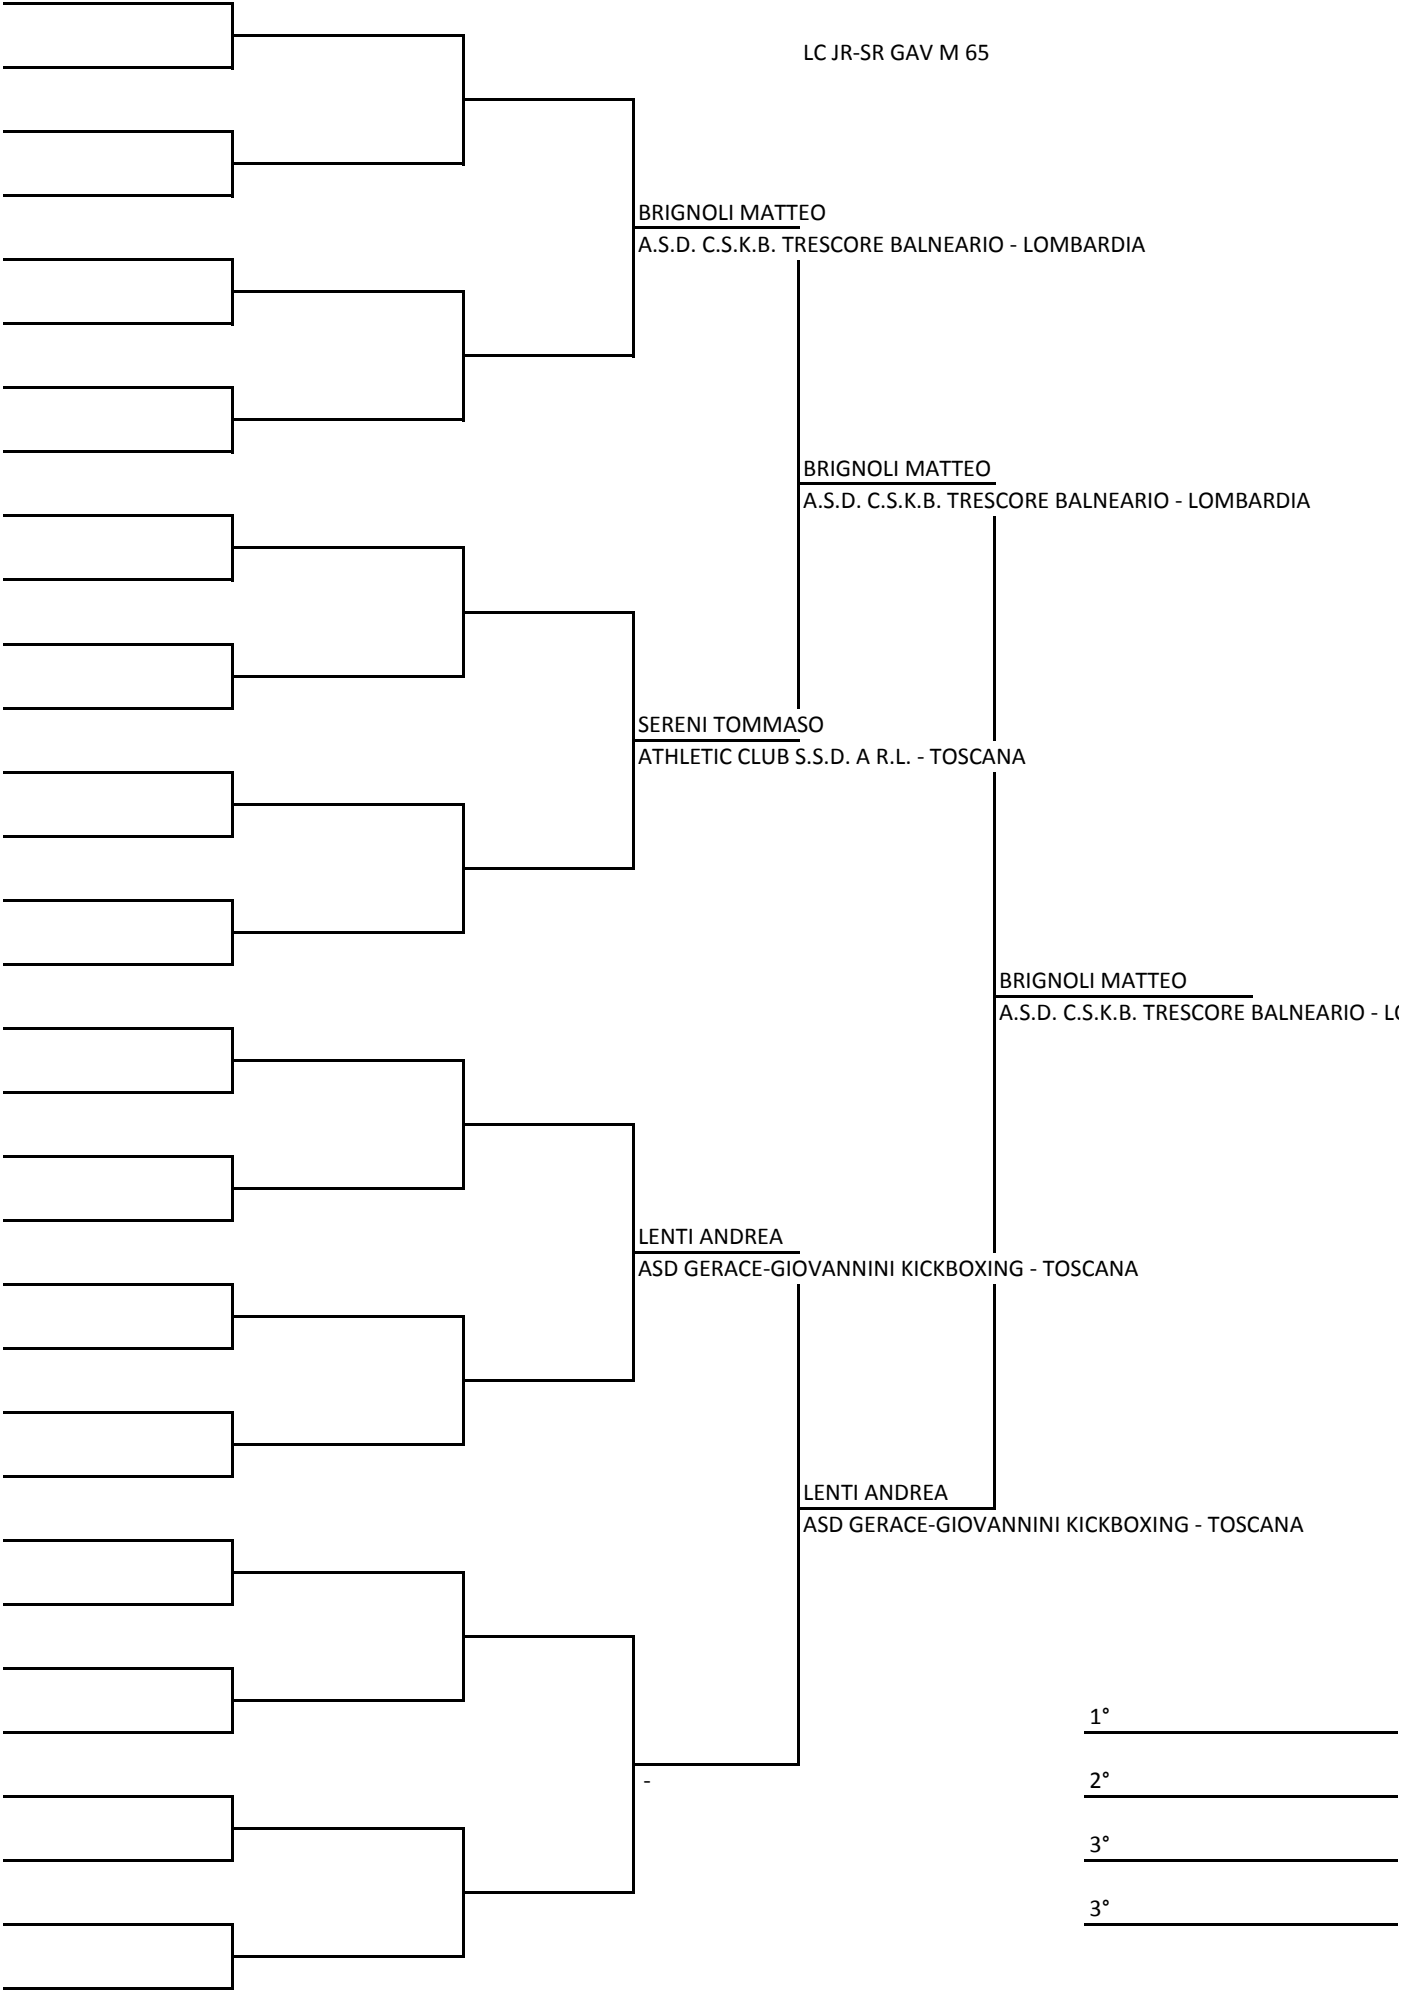 LC JR-SR GAV M 65
BRIGNOLI MATTEO
A.S.D. C.S.K.B. TRESCORE BALNEARIO - LOMBARDIA
BRIGNOLI MATTEO
A.S.D. C.S.K.B. TRESCORE BALNEARIO - LOMBARDIA
SERENI TOMMASO
ATHLETIC CLUB S.S.D. A R.L. - TOSCANA
BRIGNOLI MATTEO
A.S.D. C.S.K.B. TRESCORE BALNEARIO - LO
LENTI ANDREA
ASD GERACE-GIOVANNINI KICKBOXING - TOSCANA
LENTI ANDREA
ASD GERACE-GIOVANNINI KICKBOXING - TOSCANA
1°
-
2°
3°
3°